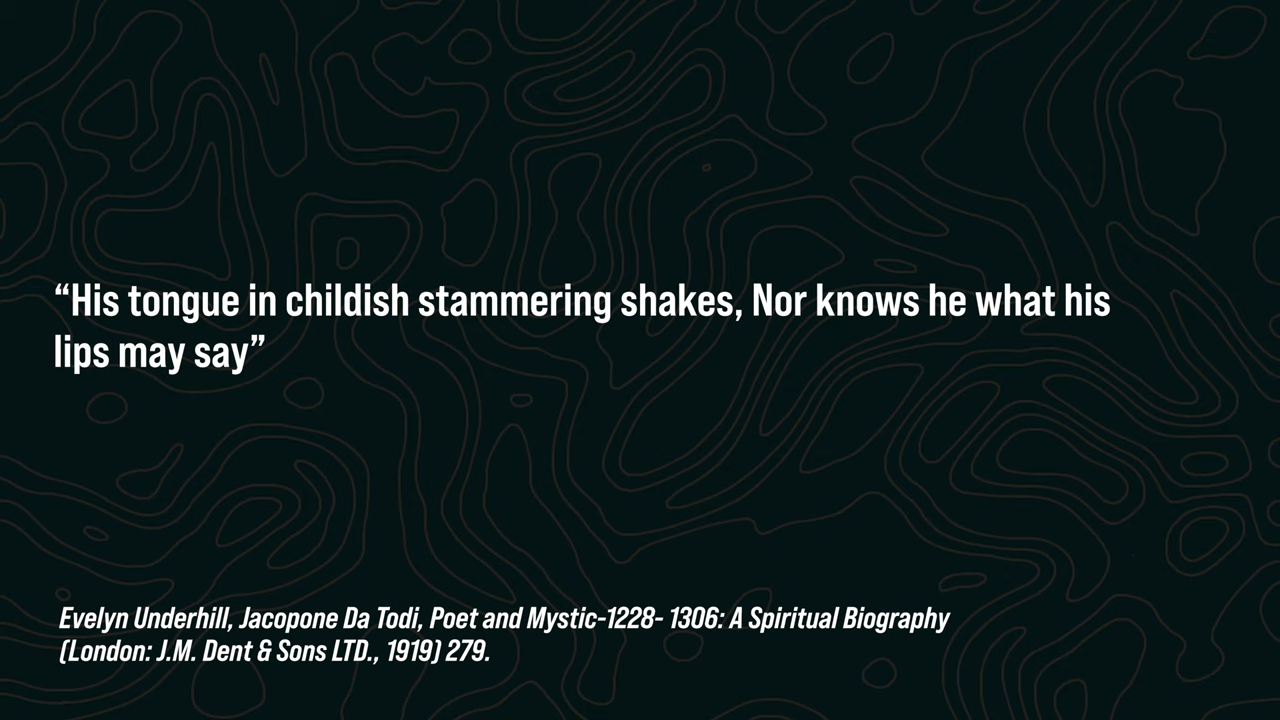 “His tongue in childish stammering shakes, Nor knows he what his
lips may say”
Evelyn Underhill, Jacopone Da Todi, Poet and Mystic-1228- 1306: A Spiritual Biography
(London: J.M. Dent & Sons LTD., 1919) 279.